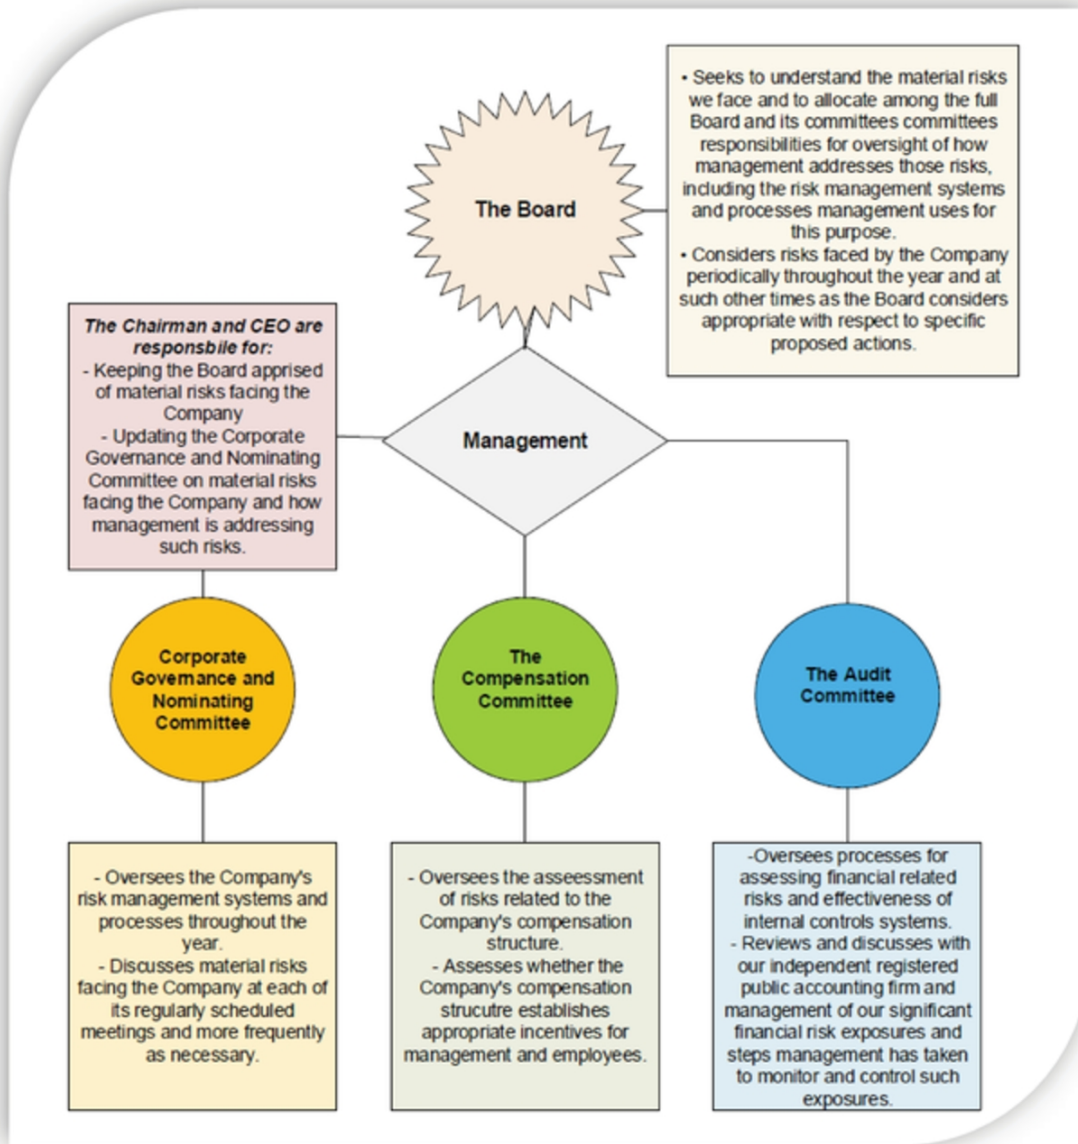 The Board
• Seeks to understand the material risks
we face and to allocate among the full
Board and its committees committees
responsibilities for oversight of how
management addresses those risks,
including the risk management systems
and processes management uses for
this purpose.
• Considers risks faced by the Company
periodically throughout the year and at
such other times as the Board considers
appropriate with respect to specific
proposed actions.
The Chairman and CEO are
responsbile for:
- Keeping the Board apprised
of material risks facing the
Company
- Updating the Corporate
Governance and Nominating
Committee on material risks
facing the Company and how
management is addressing
such risks.
Management
Corporate
Governance and
Nominating
Committee
The
Compensation
Committee
The Audit
Committee
- Oversees the Company's
risk management systems and
processes throughout the
year.
- Discusses material risks
facing the Company at each of
its regularly scheduled
meetings and more frequently
as necessary.
- Oversees the asseessment
of risks related to the
Company's compensation
structure.
- Assesses whether the
Company's compensation
strucutre establishes
appropriate incentives for
management and employees.
-Oversees processes for
assessing financial related
risks and effectiveness of
internal controls systems.
- Reviews and discusses with
our independent registered
public accounting firm and
management of our significant
financial risk exposures and
steps management has taken
to monitor and control such
exposures.